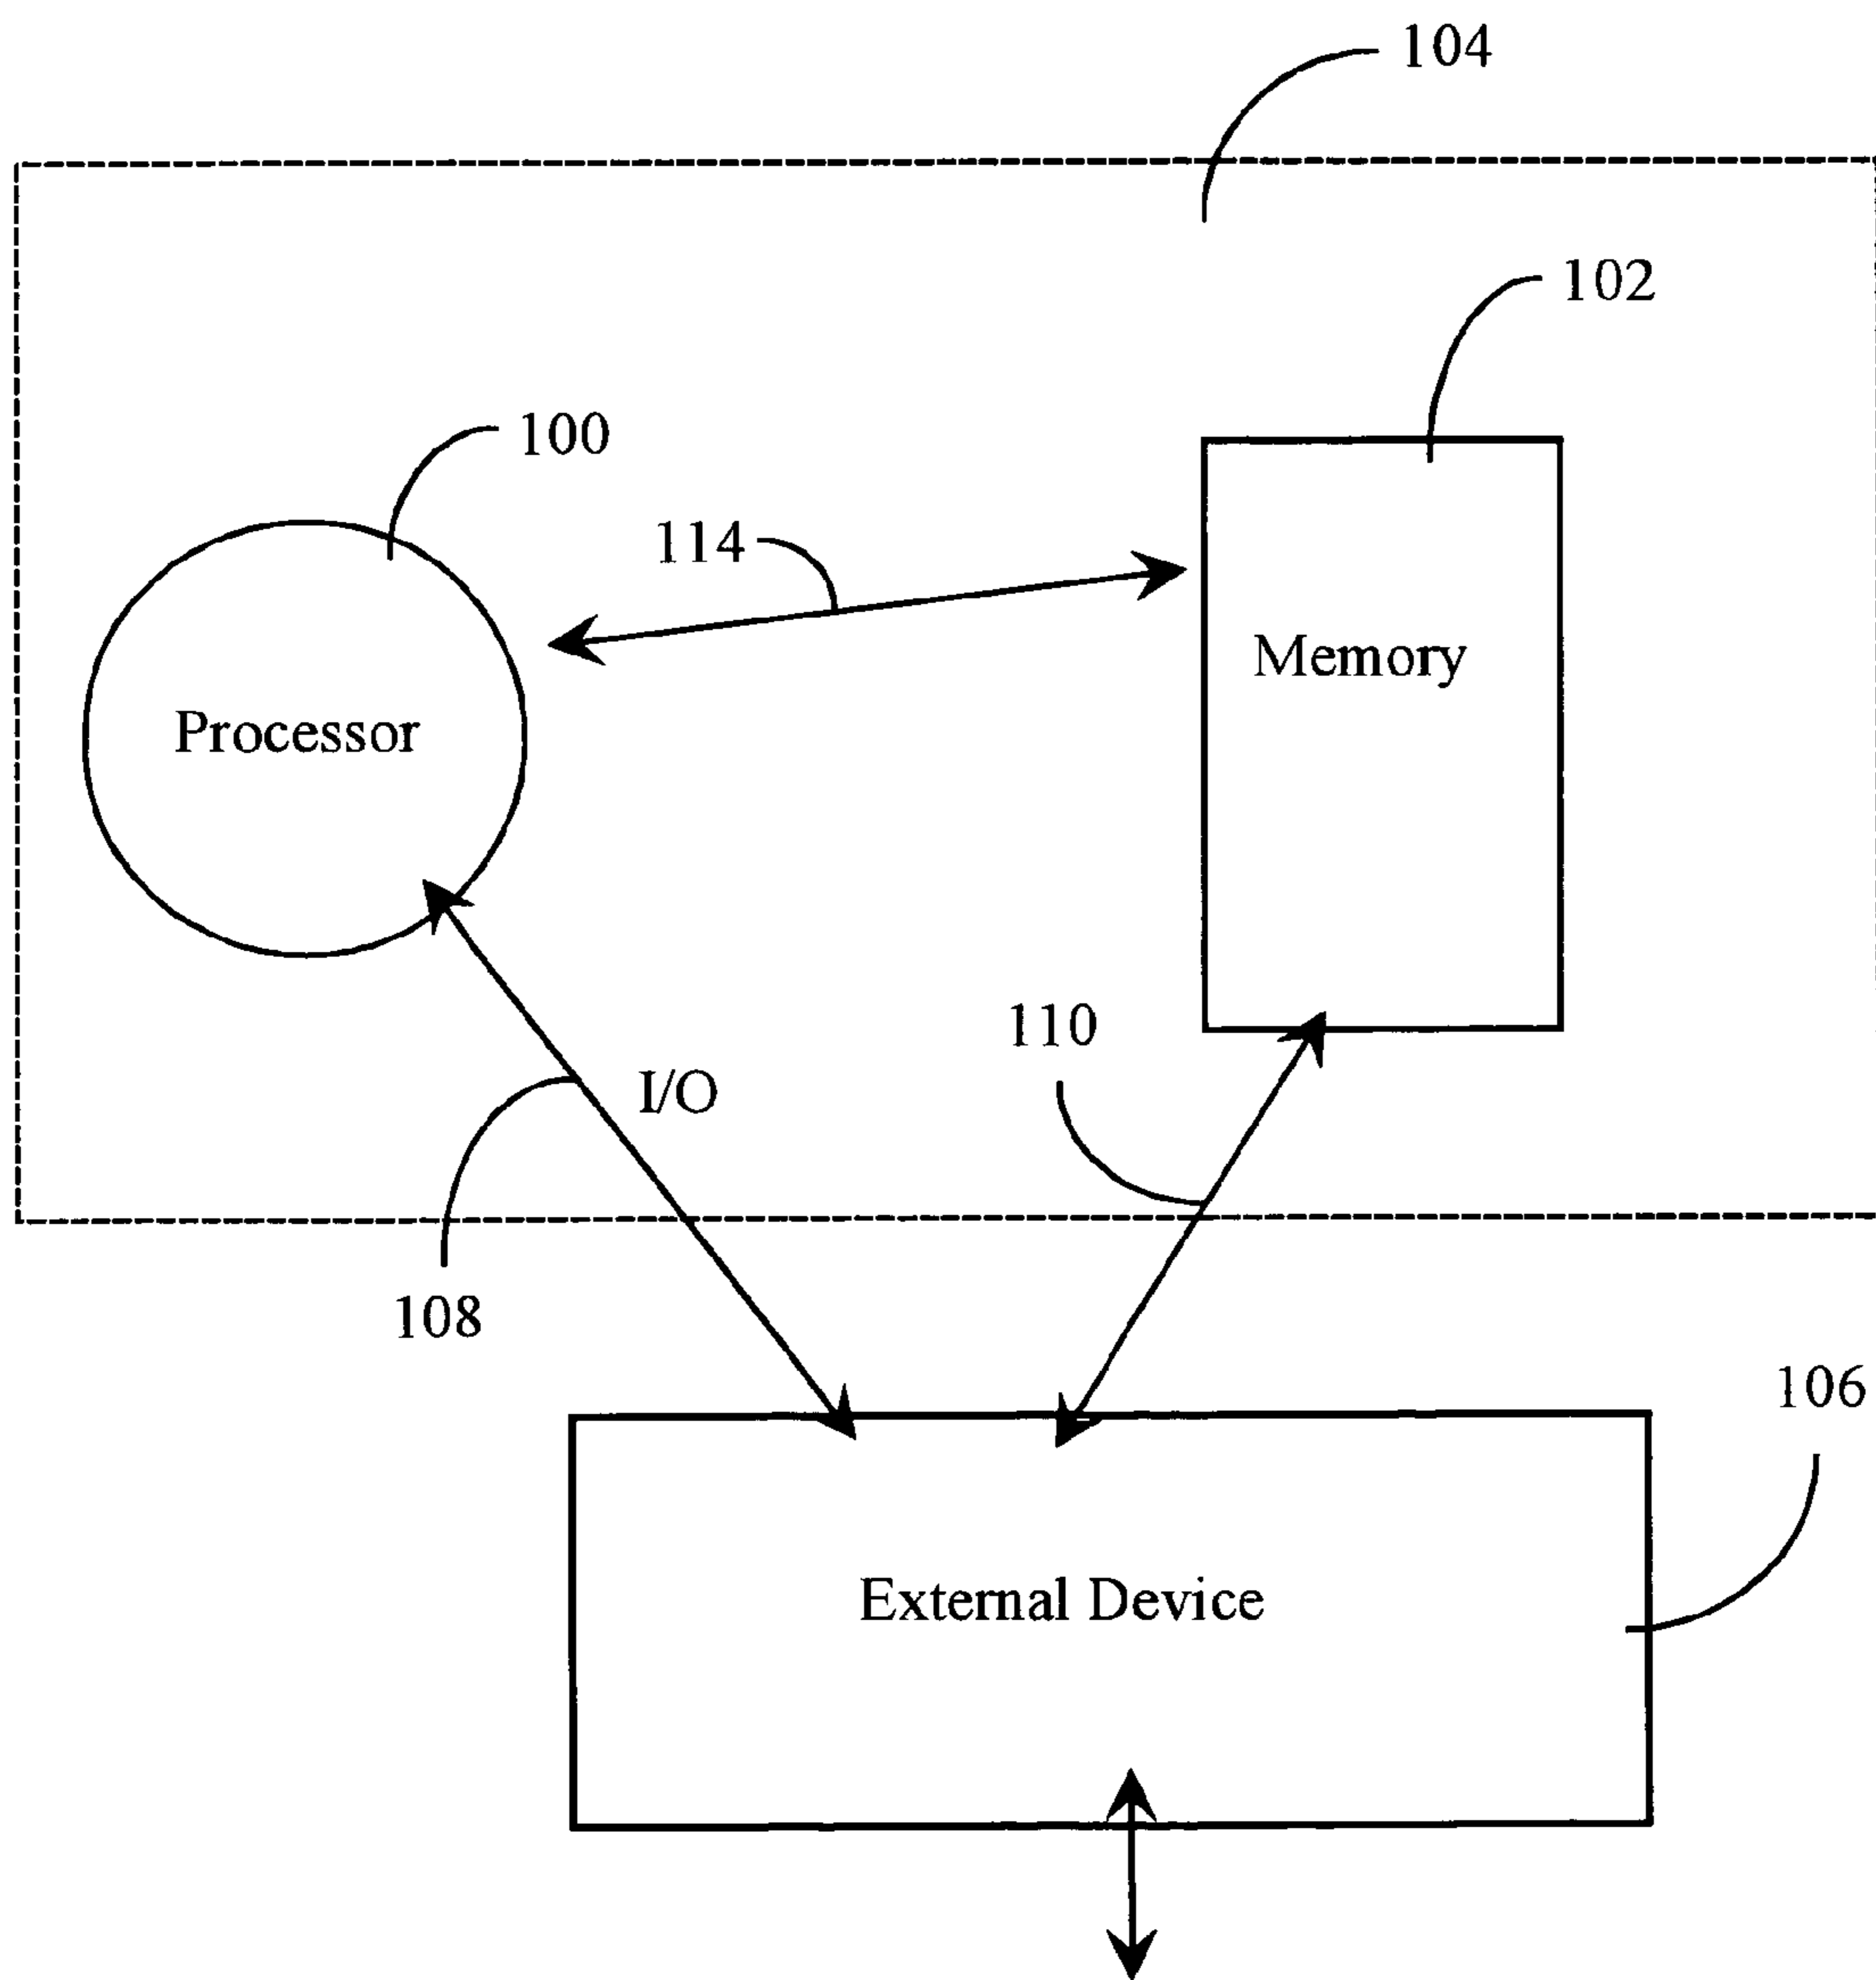 104
102
100
114
Memory
Processor
110
I/O
108
106
External Device